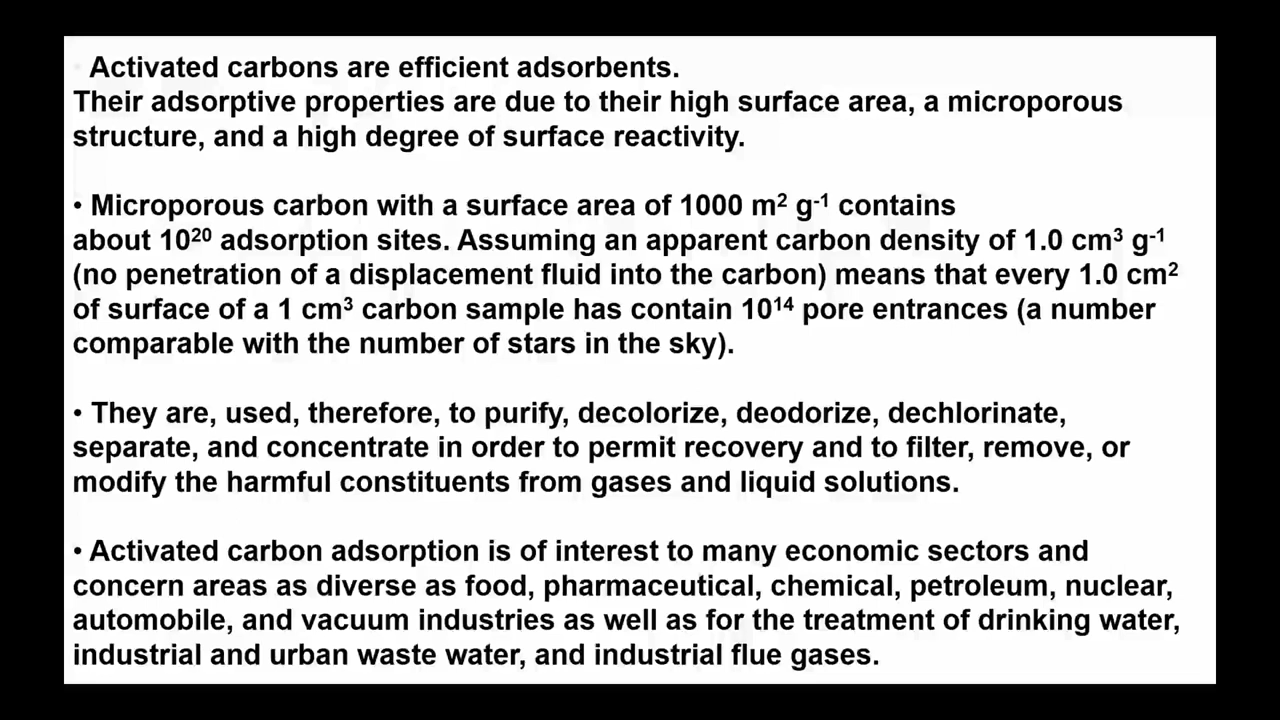 • Activated carbons are efficient adsorbents.
Their adsorptive properties are due to their high surface area, a microporous
structure, and a high degree of surface reactivity.
• Microporous carbon with a surface area of 1000 m² g⁻¹ contains
about 10²⁰ adsorption sites. Assuming an apparent carbon density of 1.0 cm³ g⁻¹
(no penetration of a displacement fluid into the carbon) means that every 1.0 cm²
of surface of a 1 cm³ carbon sample has contain 10¹⁴ pore entrances (a number
comparable with the number of stars in the sky).
• They are, used, therefore, to purify, decolorize, deodorize, dechlorinate,
separate, and concentrate in order to permit recovery and to filter, remove, or
modify the harmful constituents from gases and liquid solutions.
• Activated carbon adsorption is of interest to many economic sectors and
concern areas as diverse as food, pharmaceutical, chemical, petroleum, nuclear,
automobile, and vacuum industries as well as for the treatment of drinking water,
industrial and urban waste water, and industrial flue gases.